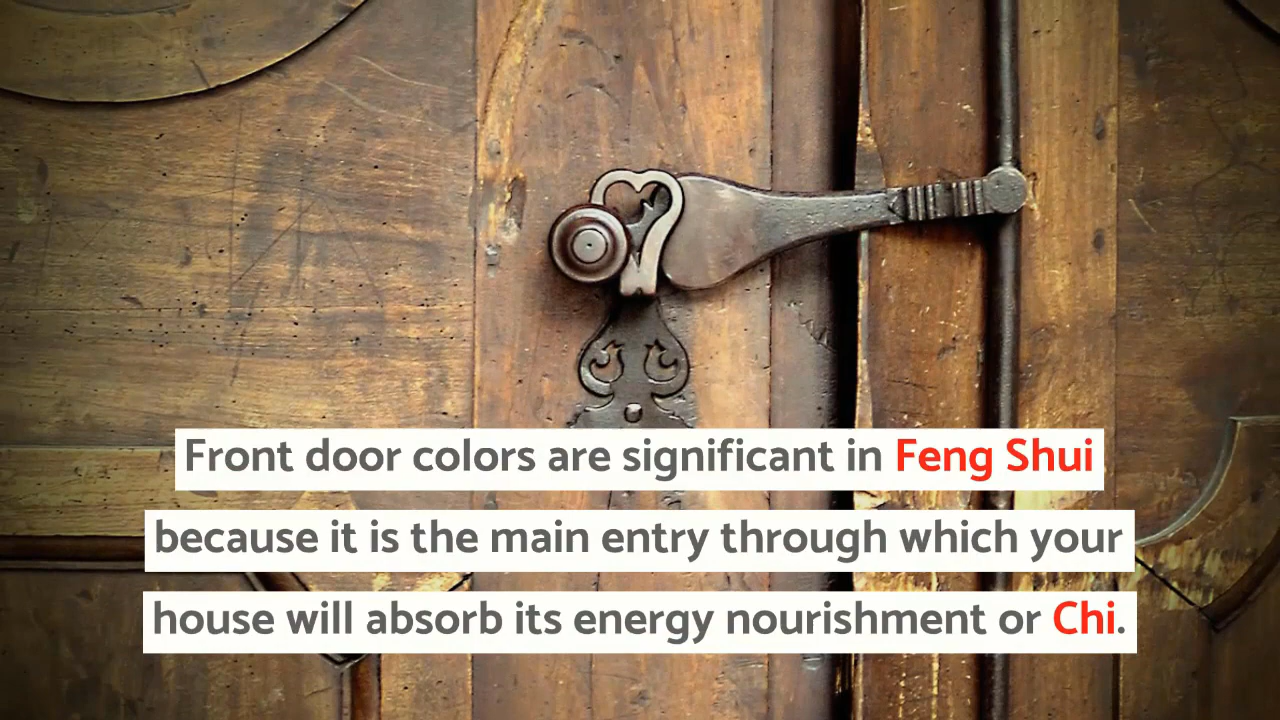 Front door colors are significant in Feng Shui
because it is the main entry through which your
house will absorb its energy nourishment or Chi.